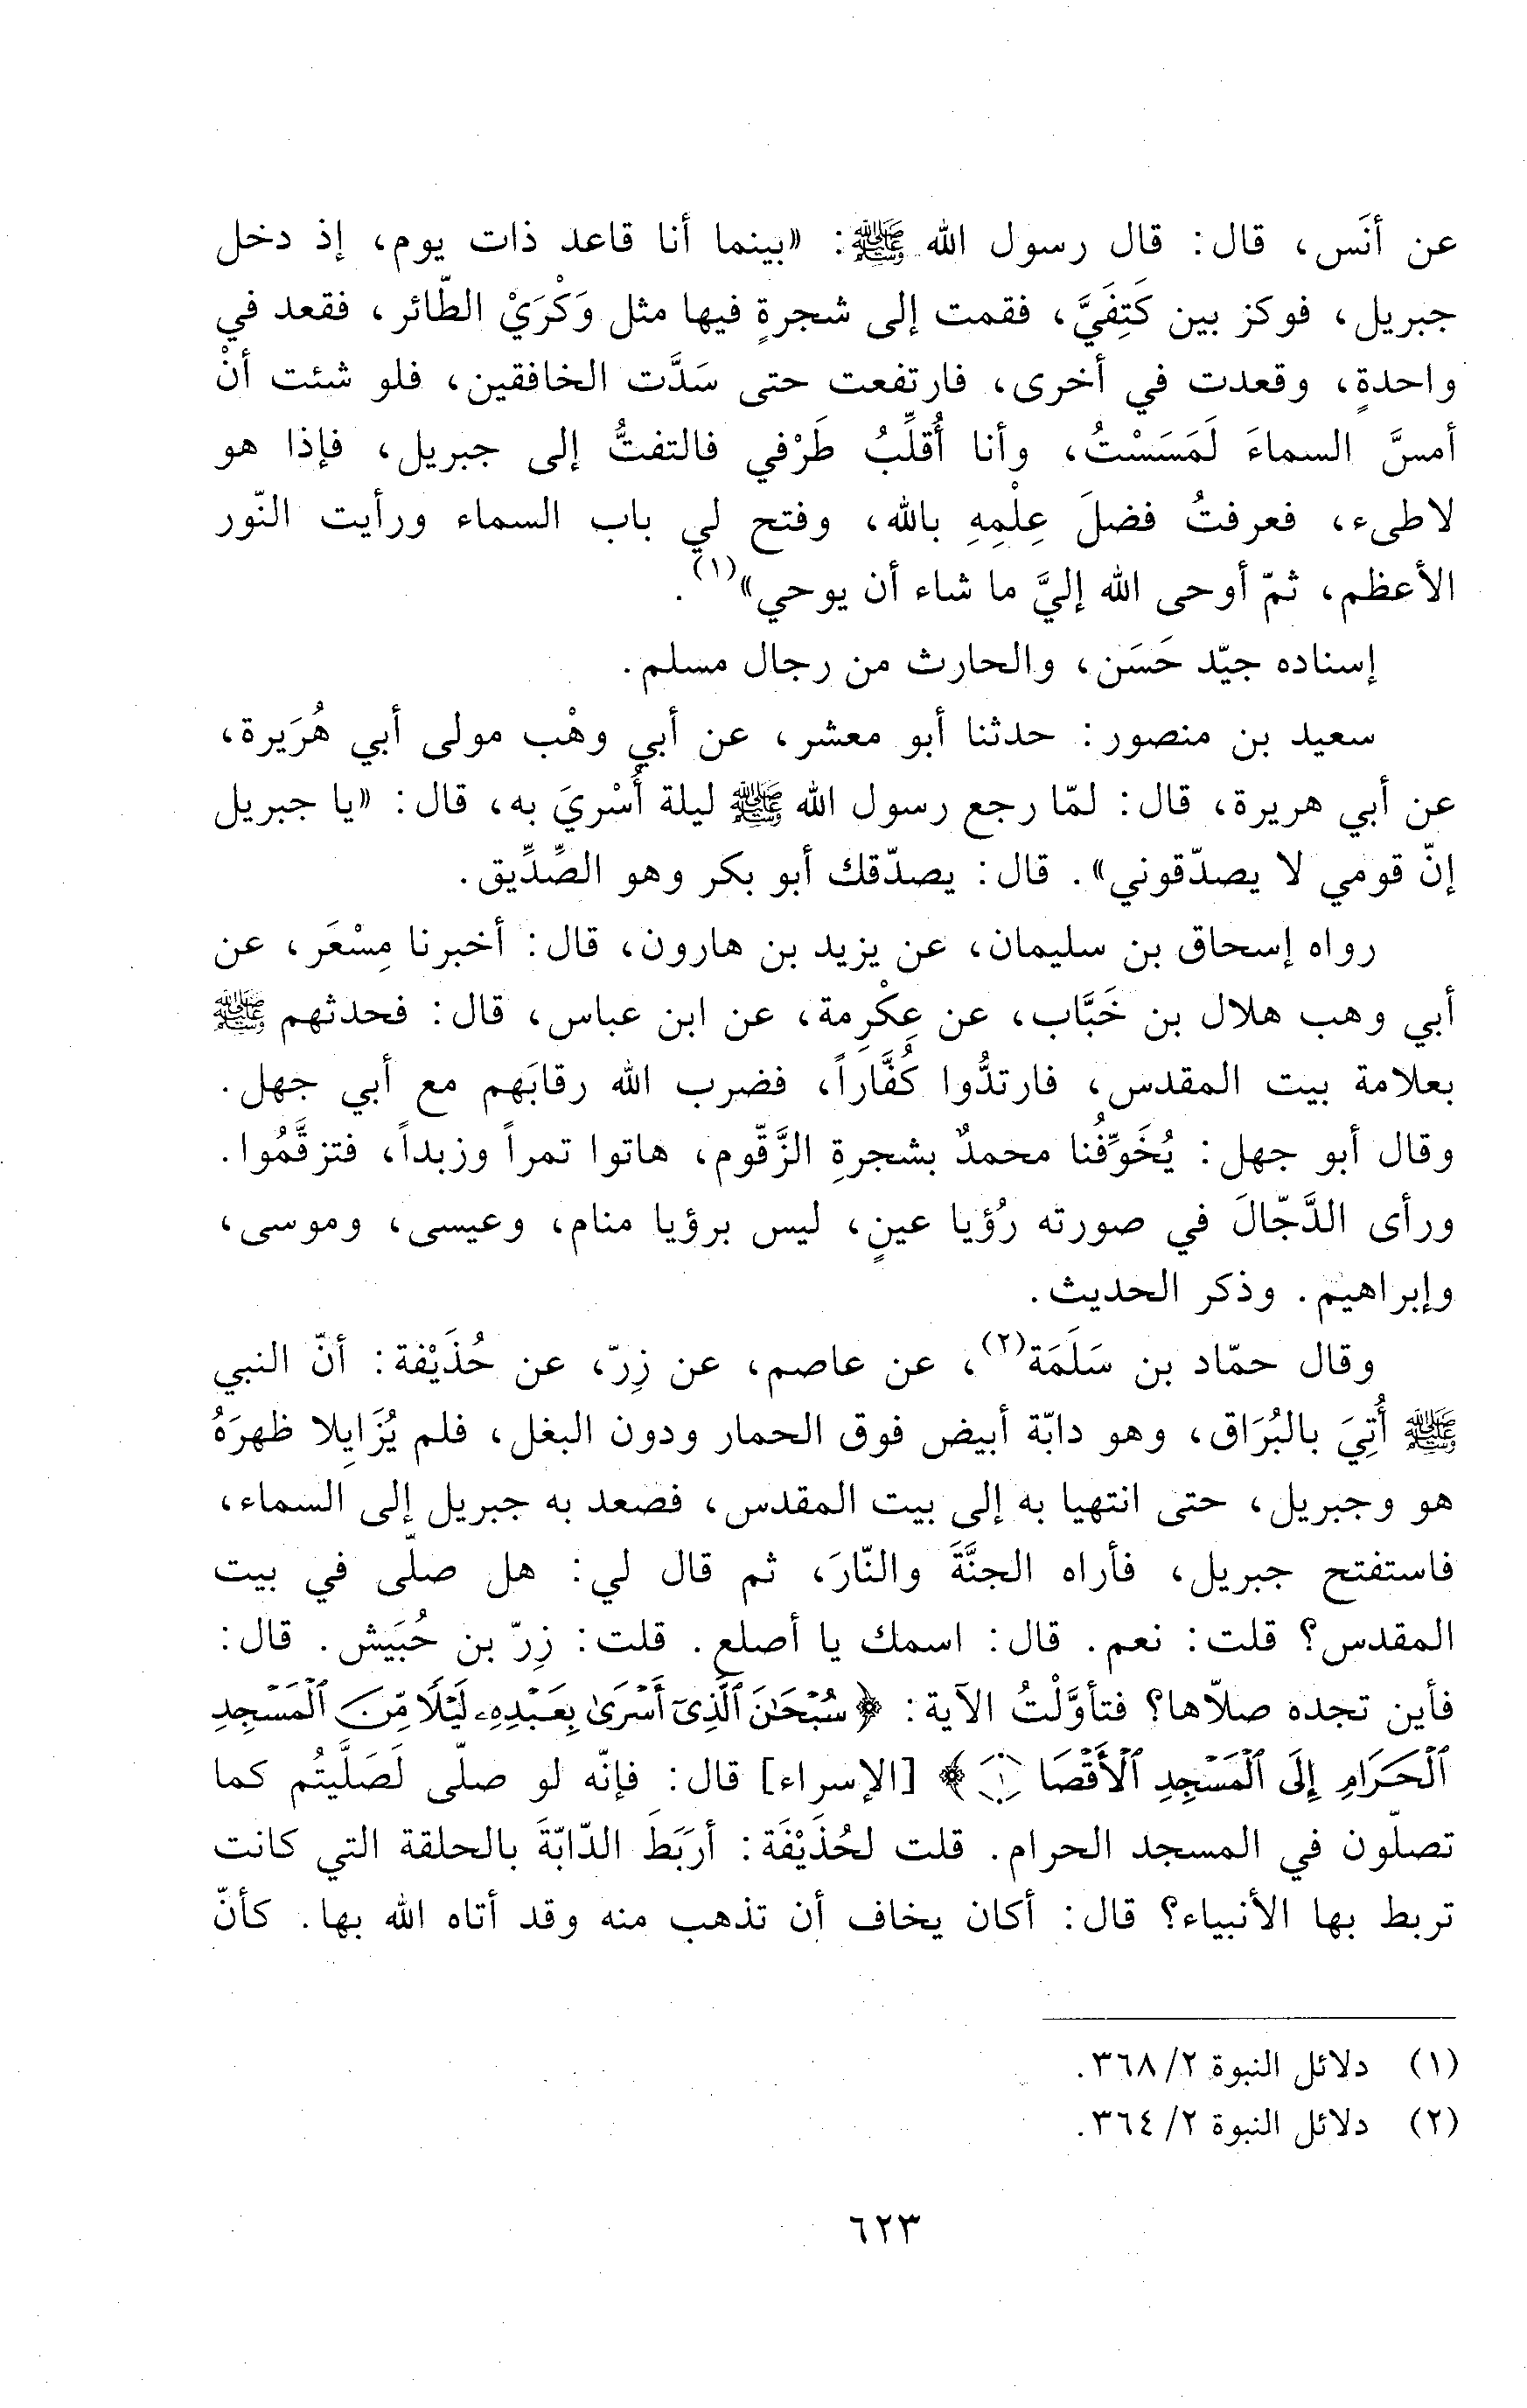 عن أنَس، قال: قال رسول الله ﷺ: «بينما أنا قاعد ذات يوم، إذ دخل
جبريل، فوكز بين كَتِفَيَّ، فقمت إلى شجرةٍ فيها مثل وَكْرَيْ الطّائر، فقعد في
واحدةٍ، وقعدت في أخرى، فارتفعت حتى سَدَّت الخافقين، فلو شئت أنْ
أمسَّ السماءَ لَمَسَسْتُ، وأنا أُقلِّبُ طَرْفي فالتفتُّ إلى جبريل، فإذا هو
لاطىء، فعرفتُ فضلَ عِلْمِهِ بالله، وفتح لي باب السماء ورأيت النّور
الأعظم، ثمّ أوحى الله إليَّ ما شاء أن يوحي»(١).
إسناده جيّد حَسَن، والحارث من رجال مسلم.
سعيد بن منصور: حدثنا أبو معشر، عن أبي وهْب مولى أبي هُرَيرة،
عن أبي هريرة، قال: لمّا رجع رسول الله ﷺ ليلة أُسْريَ به، قال: «يا جبريل
إنّ قومي لا يصدّقوني». قال: يصدّقك أبو بكر وهو الصِّدِّيق.
رواه إسحاق بن سليمان، عن يزيد بن هارون، قال: أخبرنا مِسْعَر، عن
أبي وهب هلال بن خَبَّاب، عن عِكْرِمة، عن ابن عباس، قال: فحدثهم ﷺ
بعلامة بيت المقدس، فارتدُّوا كُفَّاراً، فضرب الله رقابَهم مع أبي جهل.
وقال أبو جهل: يُخَوِّفُنا محمدٌ بشجرةِ الزَّقّوم، هاتوا تمراً وزبداً، فتزقَّمُوا.
ورأى الدَّجّالَ في صورته رُؤيا عينٍ، ليس برؤيا منام، وعيسى، وموسى،
وإبراهيم. وذكر الحديث.
وقال حمّاد بن سَلَمَة(٢)، عن عاصم، عن زِرّ، عن حُذَيْفة: أنّ النبي
ﷺ أُتِيَ بالبُرَاق، وهو دابّة أبيض فوق الحمار ودون البغل، فلم يُزَايِلا ظهرَهُ
هو وجبريل، حتى انتهيا به إلى بيت المقدس، فصعد به جبريل إلى السماء،
فاستفتح جبريل، فأراه الجنَّةَ والنّارَ، ثم قال لي: هل صلّى في بيت
المقدس؟ قلت: نعم. قال: اسمك يا أصلع. قلت: زِرّ بن حُبَيش. قال:
فأين تجده صلاّها؟ فتأوَّلْتُ الآية: ﴿سُبْحَٰنَ ٱلَّذِىٓ أَسْرَىٰ بِعَبْدِهِۦ لَيْلًا مِّنَ ٱلْمَسْجِدِ
ٱلْحَرَامِ إِلَى ٱلْمَسْجِدِ ٱلْأَقْصَا ١﴾ [الإسراء] قال: فإنّه لو صلّى لَصَلَّيتُم كما
تصلّون في المسجد الحرام. قلت لحُذَيْفَة: أرَبَطَ الدّابّةَ بالحلقة التي كانت
تربط بها الأنبياء؟ قال: أكان يخاف أن تذهب منه وقد أتاه الله بها. كأنّ
(١) دلائل النبوة ٢/ ٣٦٨.
(٢) دلائل النبوة ٢/ ٣٦٤.
٦٢٣